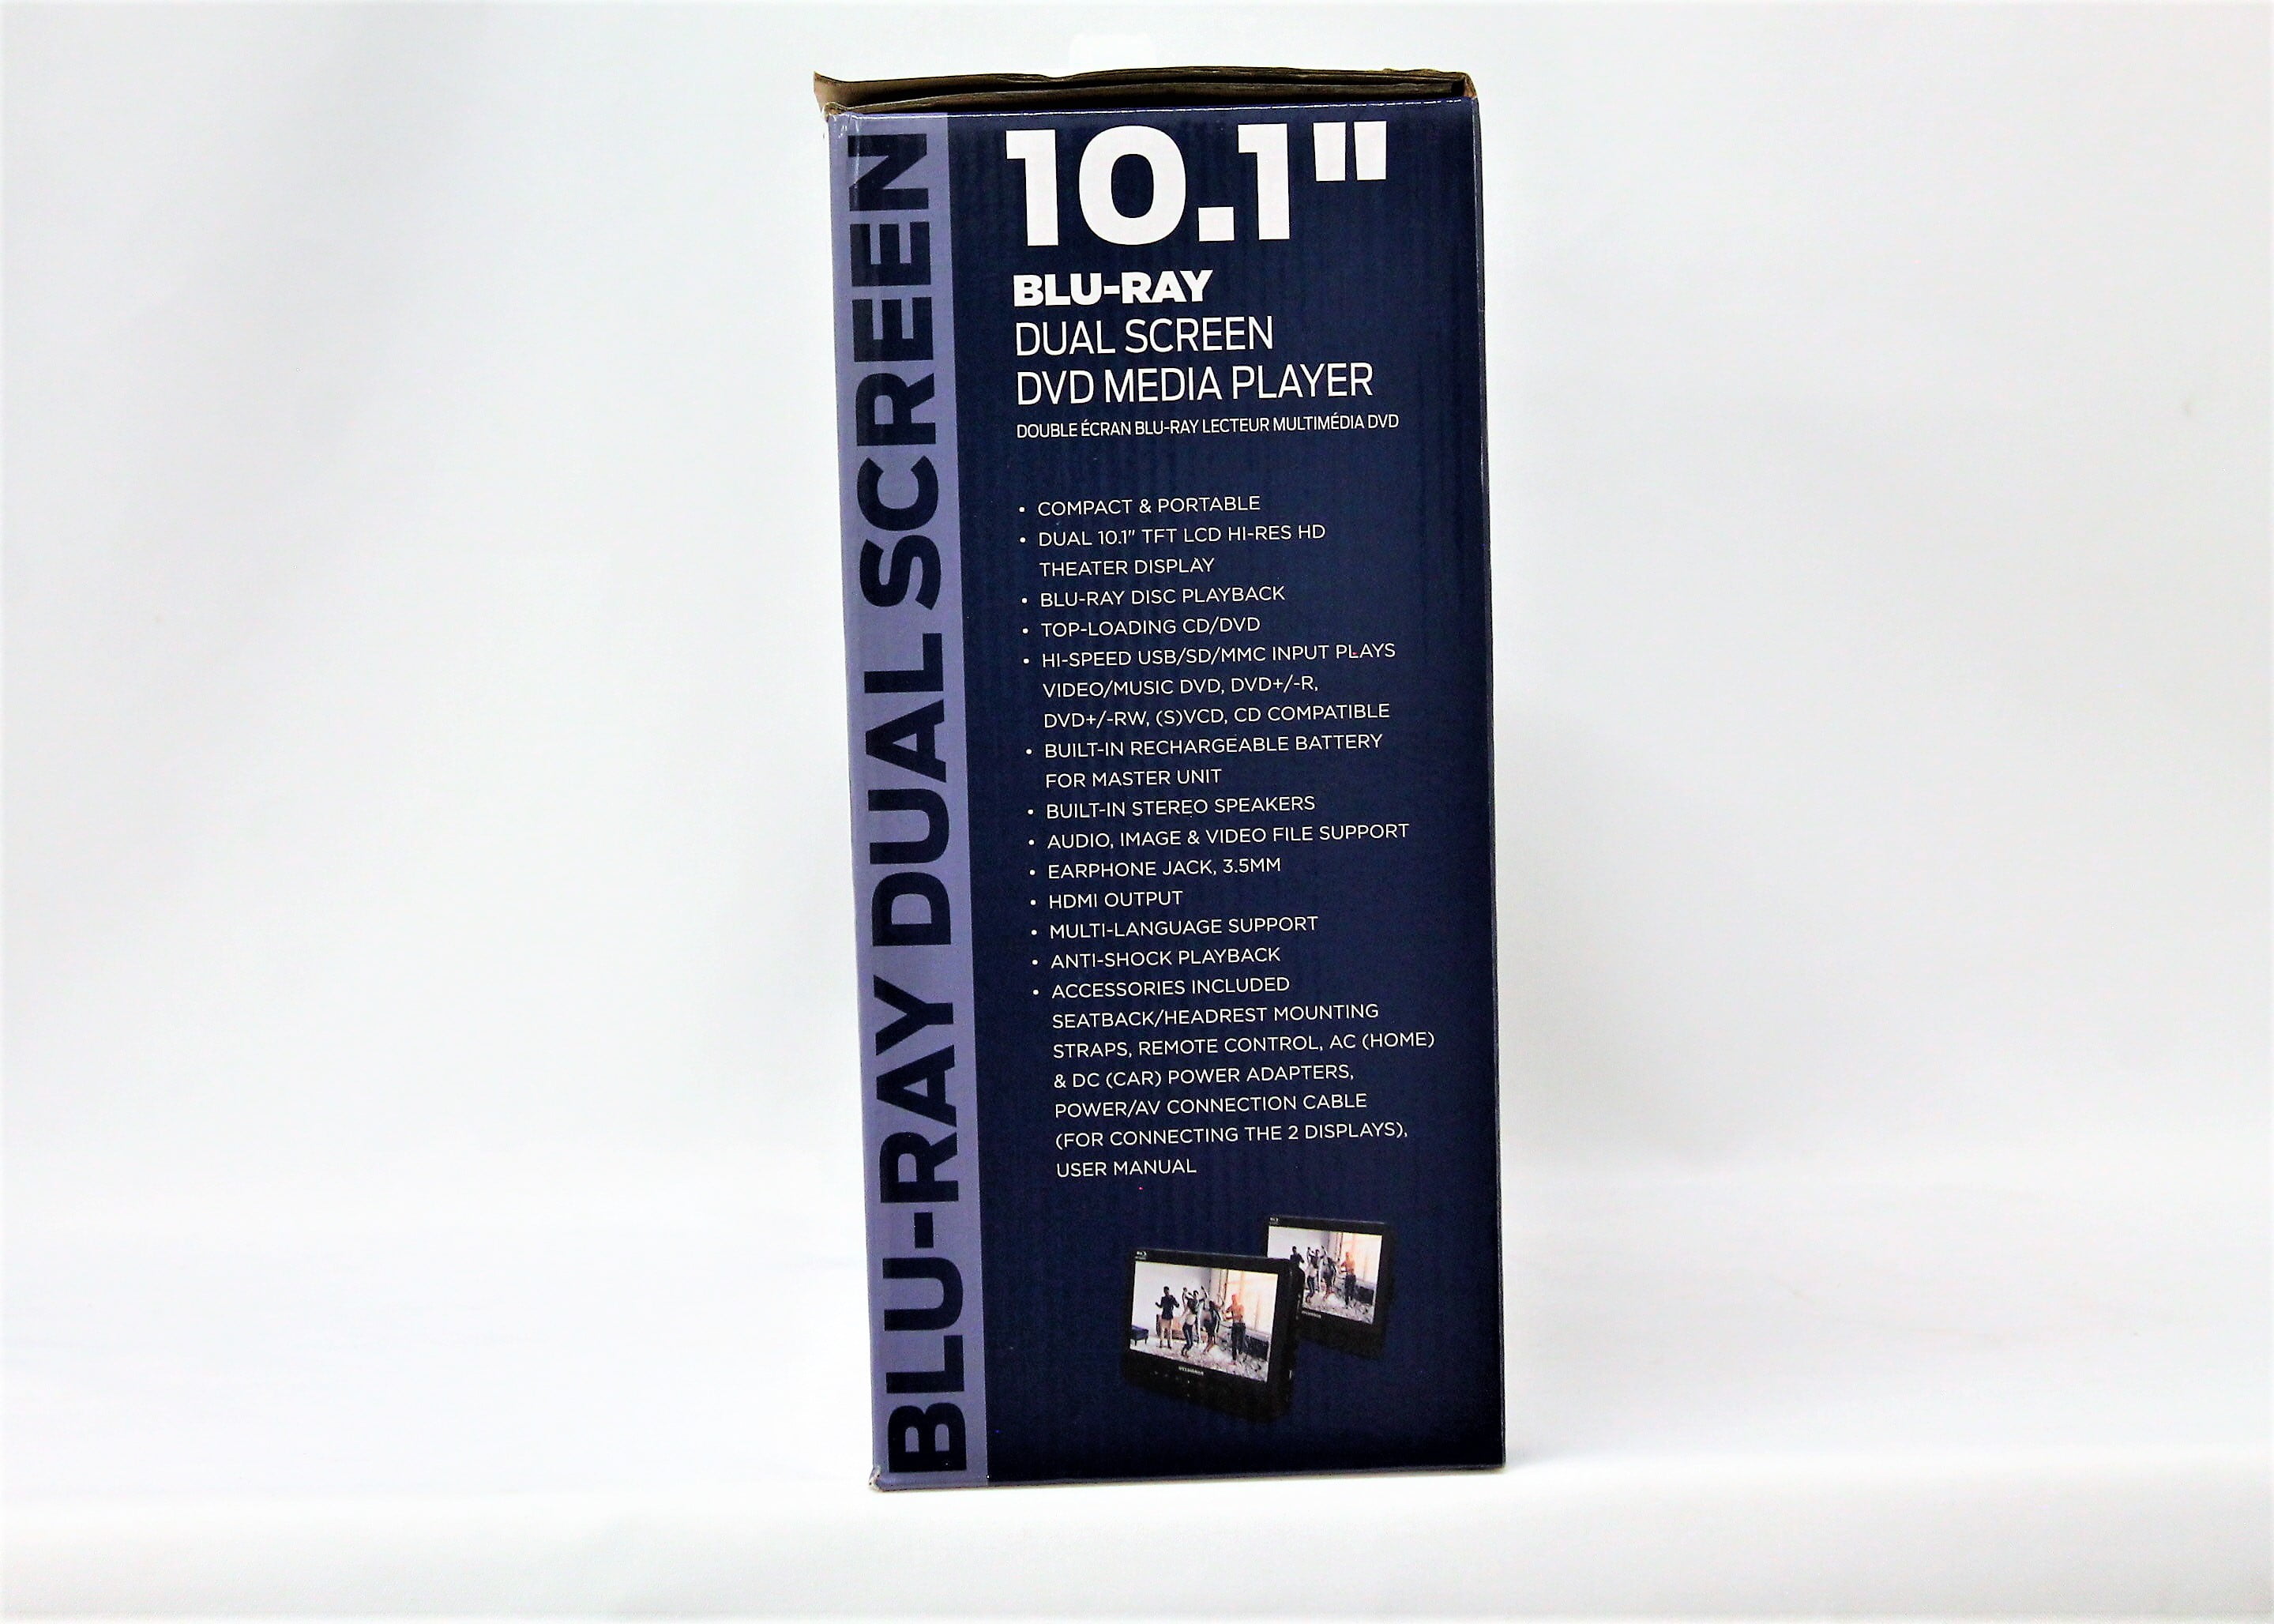 BLU-RAY DUAL SCREEN
10.1"
BLU-RAY
DUAL SCREEN
DVD MEDIA PLAYER
DOUBLE ÉCRAN BLU-RAY LECTEUR MULTIMÉDIA DVD
• COMPACT & PORTABLE
• DUAL 10.1" TFT LCD HI-RES HD
THEATER DISPLAY
• BLU-RAY DISC PLAYBACK
• TOP-LOADING CD/DVD
• HI-SPEED USB/SD/MMC INPUT PLAYS
VIDEO/MUSIC DVD, DVD+/-R,
DVD+/-RW, (S)VCD, CD COMPATIBLE
• BUILT-IN RECHARGEABLE BATTERY
FOR MASTER UNIT
• BUILT-IN STEREO SPEAKERS
• AUDIO, IMAGE & VIDEO FILE SUPPORT
• EARPHONE JACK, 3.5MM
• HDMI OUTPUT
• MULTI-LANGUAGE SUPPORT
• ANTI-SHOCK PLAYBACK
• ACCESSORIES INCLUDED
SEATBACK/HEADREST MOUNTING
STRAPS, REMOTE CONTROL, AC (HOME)
& DC (CAR) POWER ADAPTERS,
POWER/AV CONNECTION CABLE
(FOR CONNECTING THE 2 DISPLAYS),
USER MANUAL
SYLVANIA